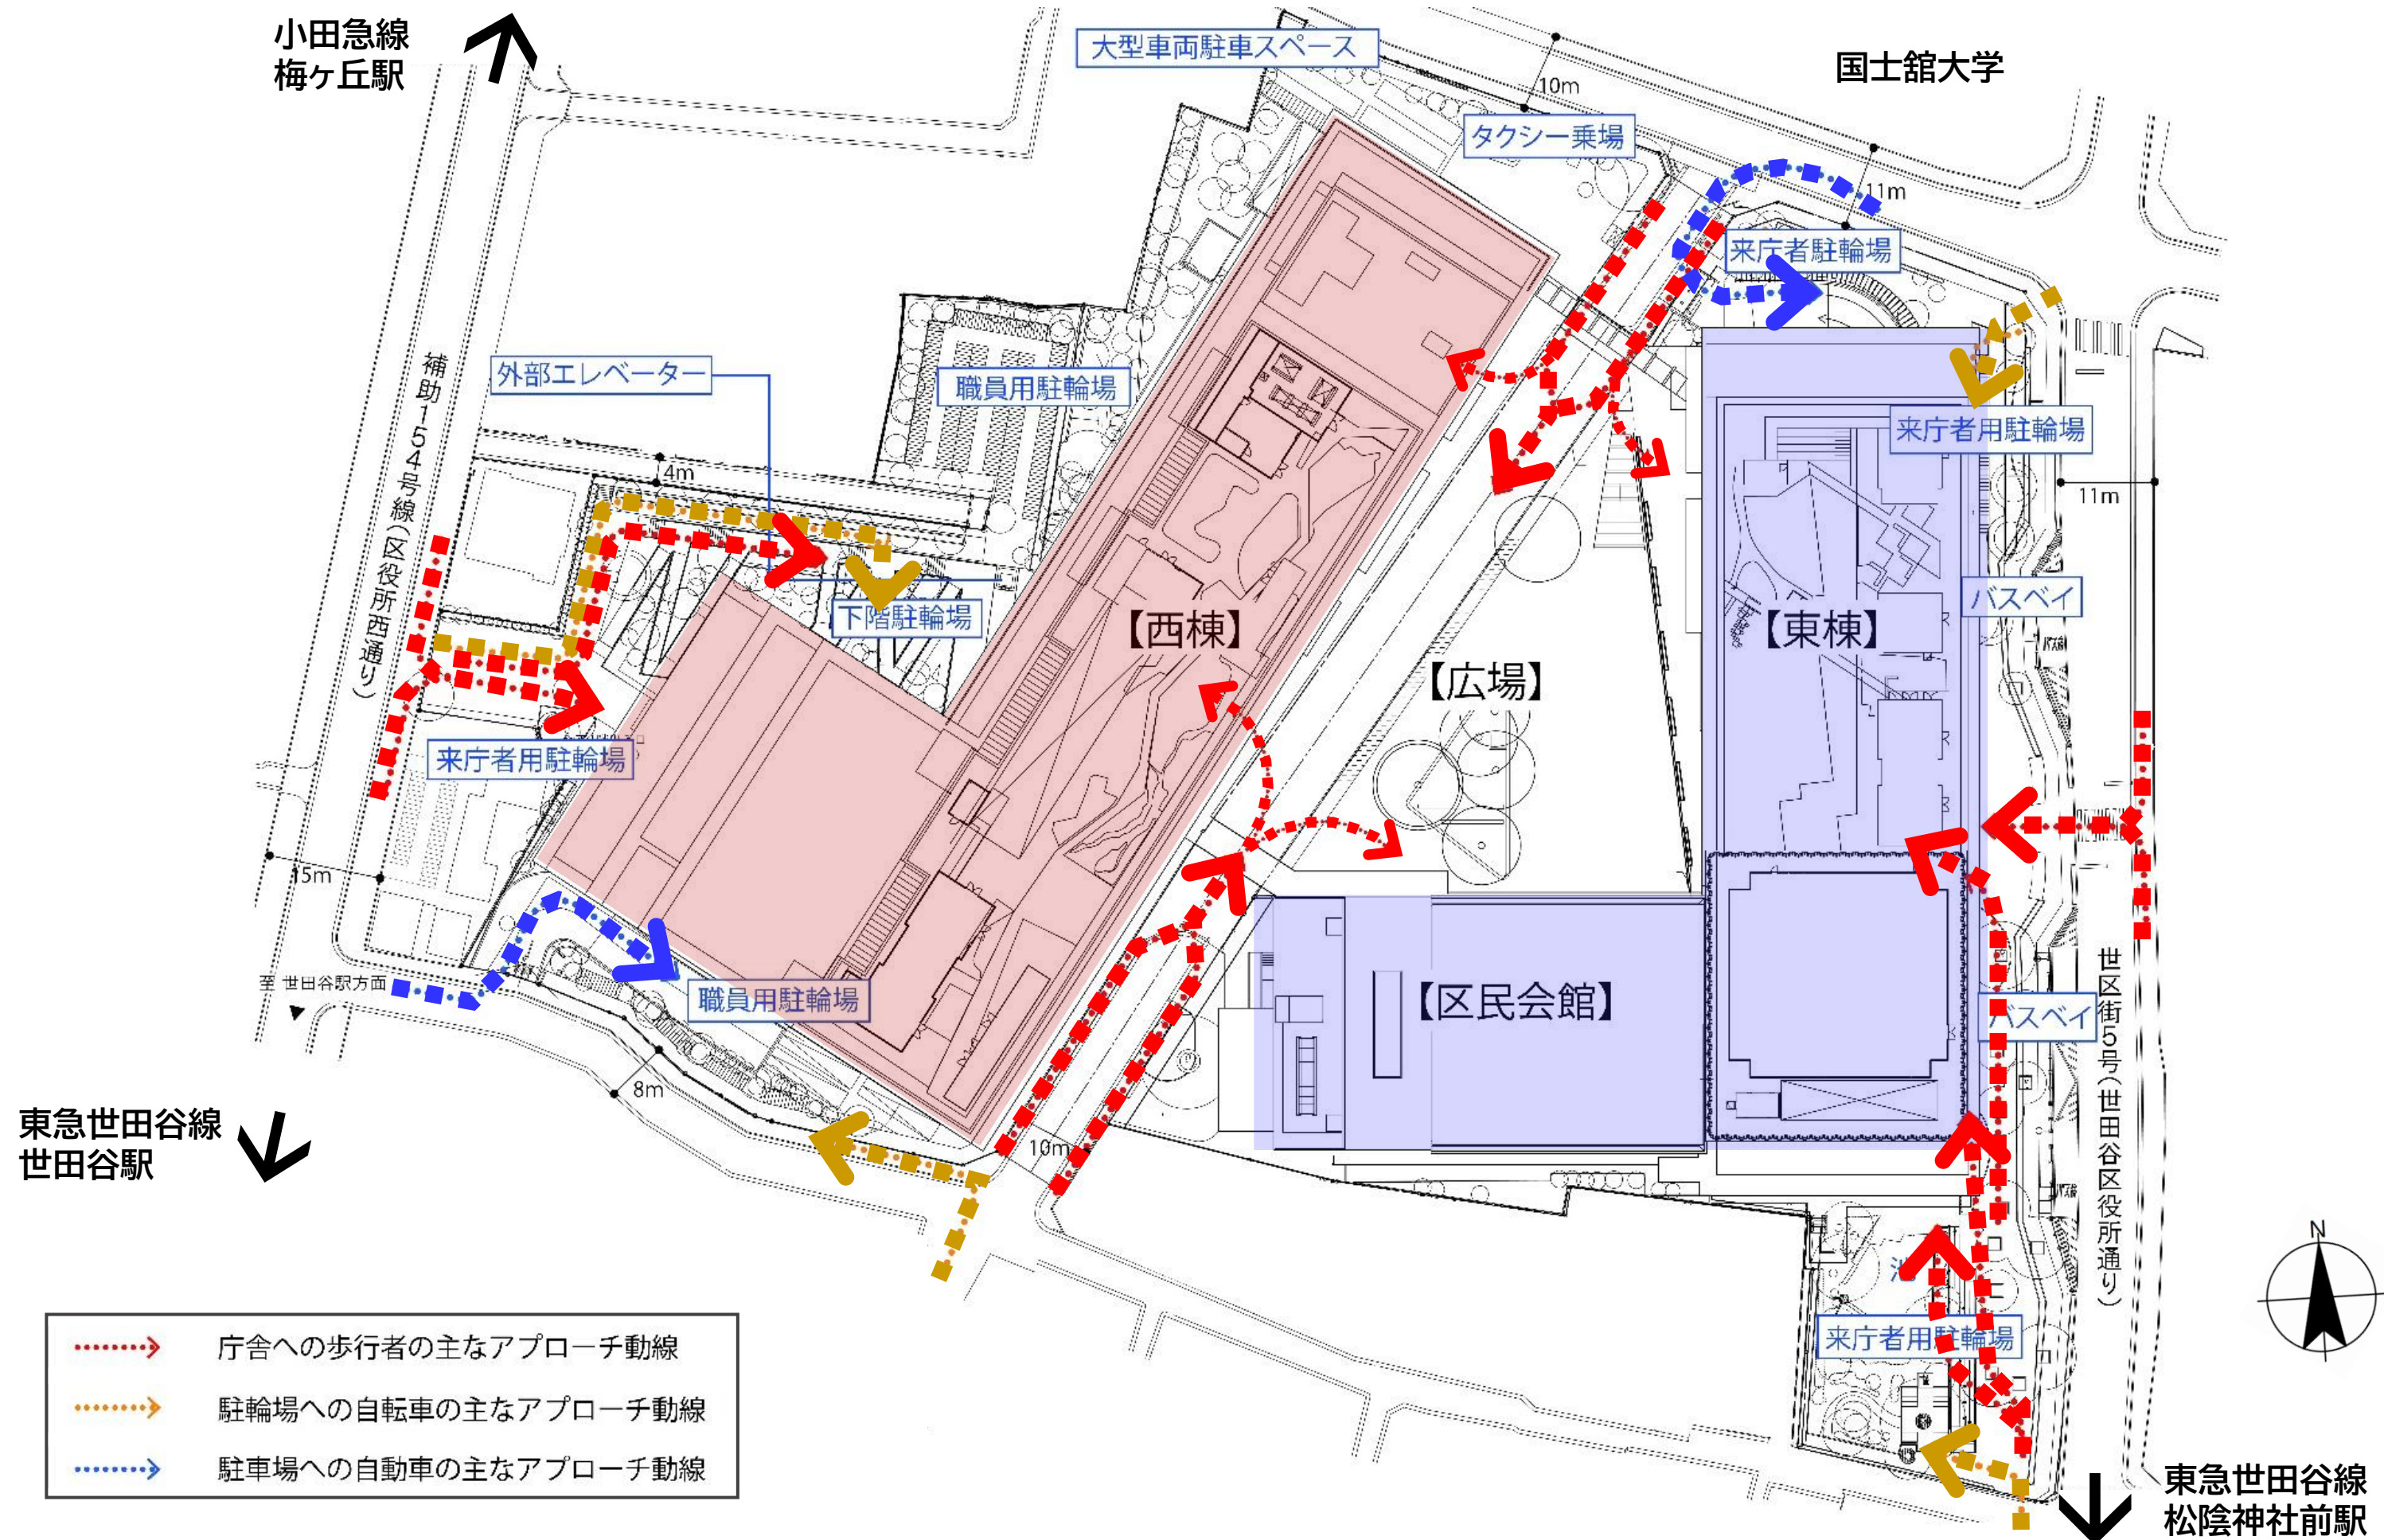 小田急線
梅ヶ丘駅
大型車両駐車スペース
国士舘大学
10m
タクシー乗場
11m
来庁者駐輪場
外部エレベーター
職員用駐輪場
来庁者用駐輪場
補助154号線(区役所西通り)
4m
11m
下階駐輪場
【西棟】
【東棟】
バスベイ
【広場】
来庁者用駐輪場
15m
至 世田谷駅方面
職員用駐輪場
【区民会館】
バスベイ
世区街5号(世田谷区役所通り)
8m
10m
東急世田谷線
世田谷駅
池
来庁者用駐輪場
N
庁舎への歩行者の主なアプローチ動線
駐輪場への自転車の主なアプローチ動線
駐車場への自動車の主なアプローチ動線
東急世田谷線
松陰神社前駅